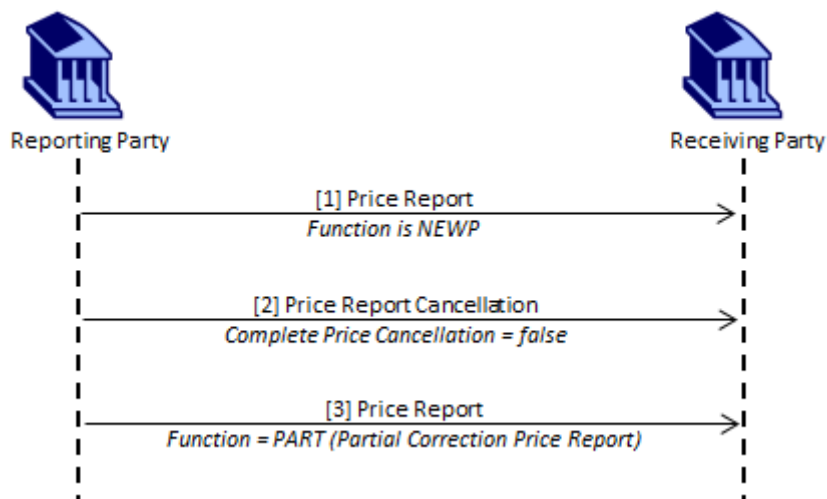 Reporting Party
Receiving Party
[1] Price Report
Function is NEWP
[2] Price Report Cancellation
Complete Price Cancellation = false
[3] Price Report
Function = PART (Partial Correction Price Report)